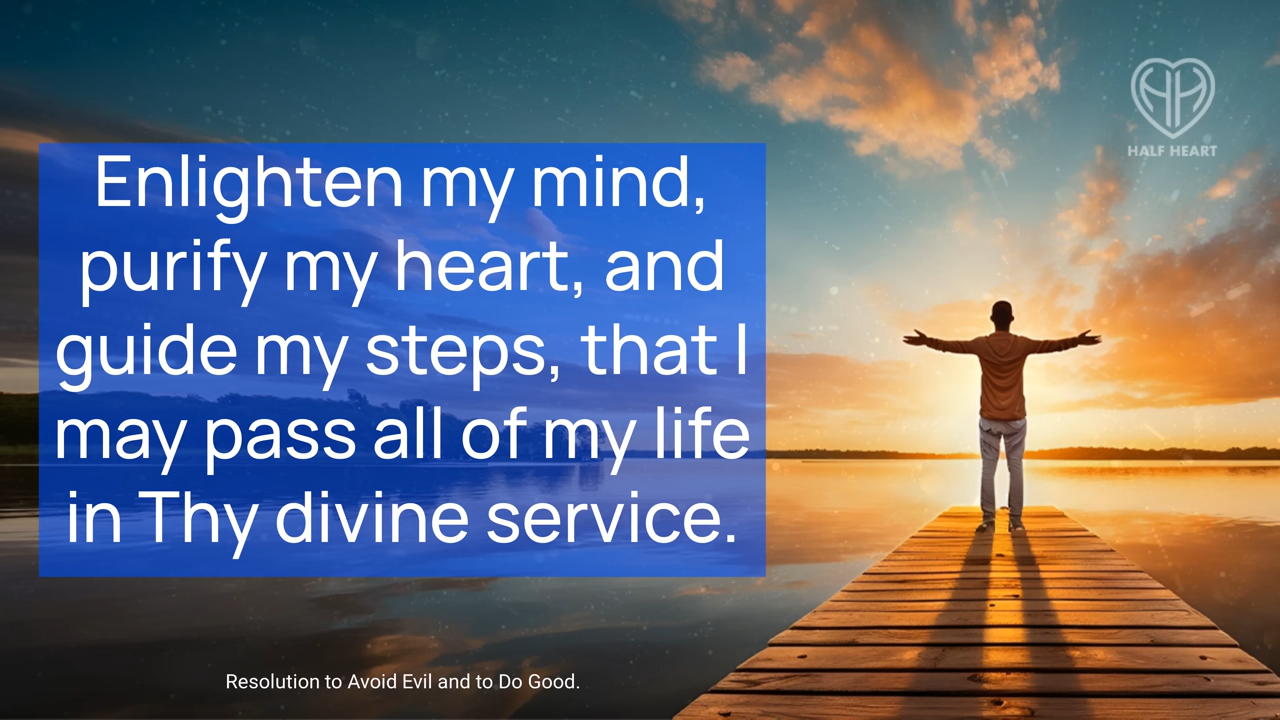 HALF HEART
Enlighten my mind,
purify my heart, and
guide my steps, that I
may pass all of my life
in Thy divine service.
Resolution to Avoid Evil and to Do Good.